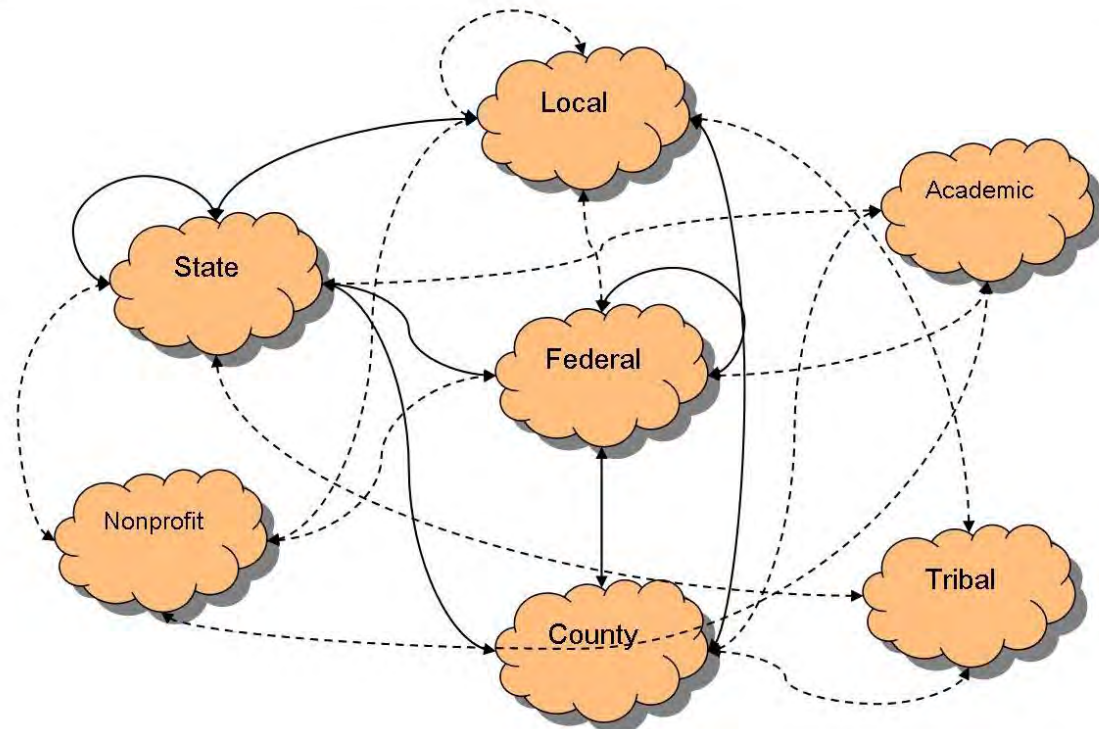 Local
Academic
State
Federal
Nonprofit
Tribal
County